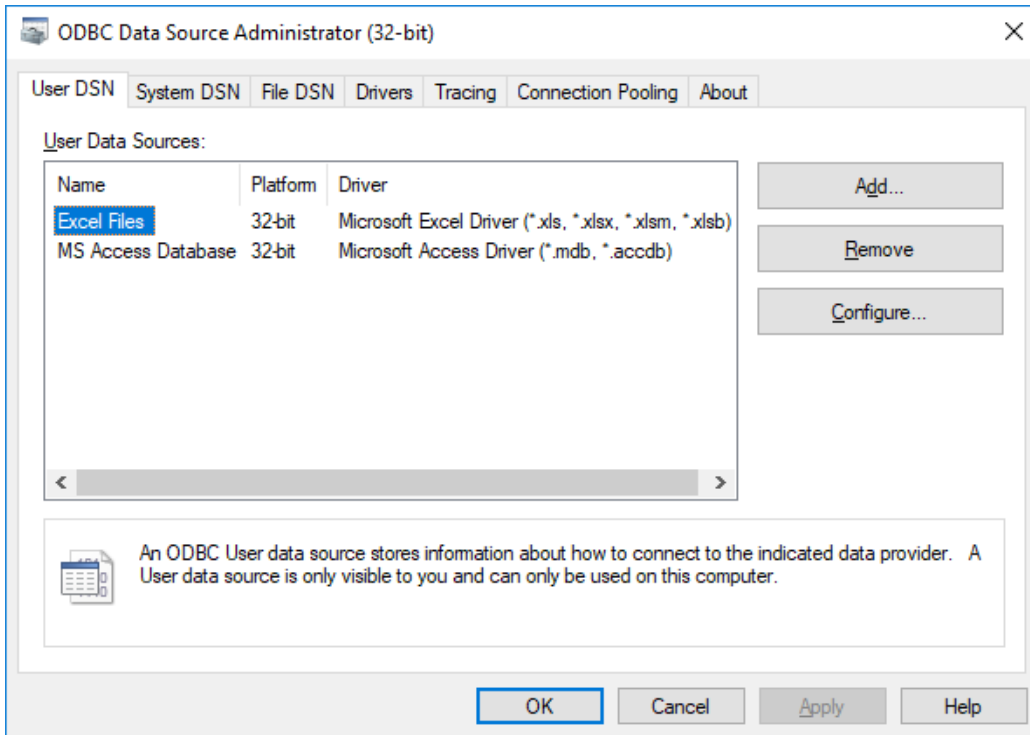 ODBC Data Source Administrator (32-bit)
User DSN System DSN File DSN Drivers Tracing Connection Pooling About
User Data Sources:
Name Platform Driver
Excel Files 32-bit Microsoft Excel Driver (*.xls, *.xlsx, *.xlsm, *.xlsb)
MS Access Database 32-bit Microsoft Access Driver (*.mdb, *.accdb)
Add...
Remove
Configure...
An ODBC User data source stores information about how to connect to the indicated data provider. A
User data source is only visible to you and can only be used on this computer.
OK Cancel Apply Help